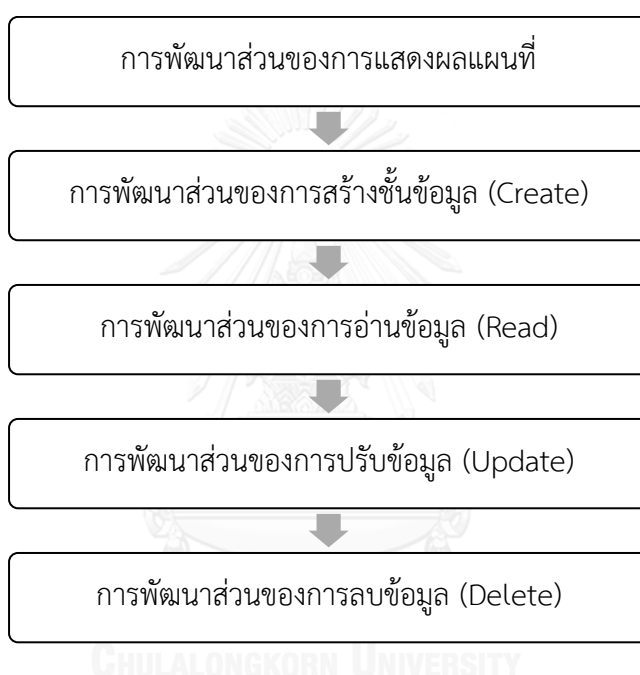 การพัฒนาส่วนของการแสดงผลแผนที่
การพัฒนาส่วนของการสร้างชั้นข้อมูล (Create)
การพัฒนาส่วนของการอ่านข้อมูล (Read)
การพัฒนาส่วนของการปรับข้อมูล (Update)
การพัฒนาส่วนของการลบข้อมูล (Delete)
CHULALONGKORN UNIVERSITY